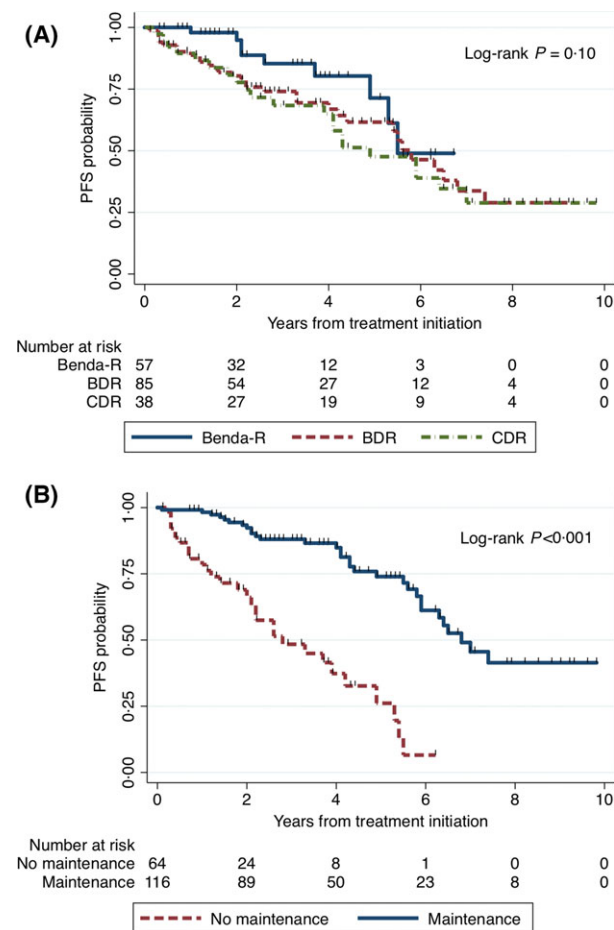 (A)
Log-rank P = 0·10
PFS probability
1·00
0·75
0·50
0·25
0·00
0 2 4 6 8 10
Years from treatment initiation
Number at risk
Benda-R 57 32 12 3 0 0
BDR 85 54 27 12 4 0
CDR 38 27 19 9 4 0
Benda-R BDR CDR
(B)
Log-rank P<0·001
PFS probability
1·00
0·75
0·50
0·25
0·00
0 2 4 6 8 10
Years from treatment initiation
Number at risk
No maintenance 64 24 8 1 0 0
Maintenance 116 89 50 23 8 0
No maintenance Maintenance